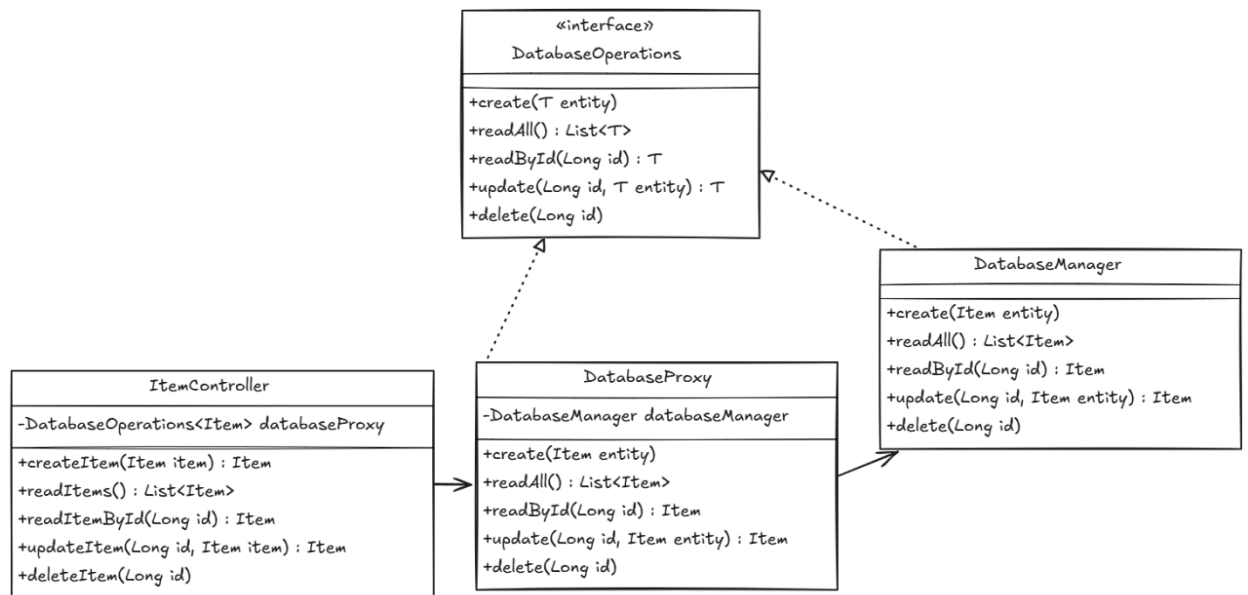 «interface»
DatabaseOperations
+create(T entity)
+readAll() : List<T>
+readById(Long id) : T
+update(Long id, T entity) : T
+delete(Long id)
DatabaseManager
+create(Item entity)
+readAll() : List<Item>
+readById(Long id) : Item
+update(Long id, Item entity) : Item
+delete(Long id)
ItemController
-DatabaseOperations<Item> databaseProxy
+createItem(Item item) : Item
+readItems() : List<Item>
+readItemById(Long id) : Item
+updateItem(Long id, Item item) : Item
+deleteItem(Long id)
DatabaseProxy
-DatabaseManager databaseManager
+create(Item entity)
+readAll() : List<Item>
+readById(Long id) : Item
+update(Long id, Item entity) : Item
+delete(Long id)